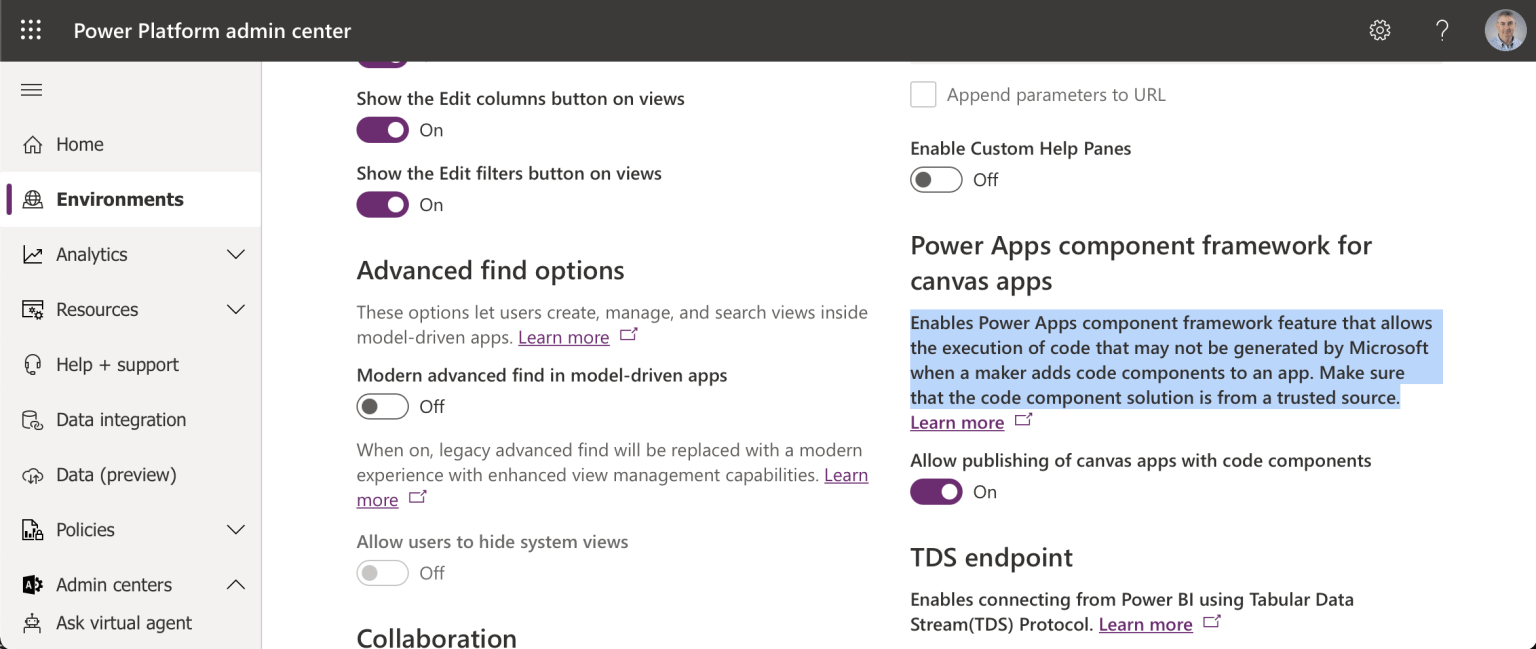 Power Platform admin center
Home
Environments
Analytics
Resources
Help + support
Data integration
Data (preview)
Policies
Admin centers
Ask virtual agent
Show the Edit columns button on views
On
Show the Edit filters button on views
On
Advanced find options
These options let users create, manage, and search views inside
model-driven apps. Learn more
Modern advanced find in model-driven apps
Off
When on, legacy advanced find will be replaced with a modern
experience with enhanced view management capabilities. Learn
more
Allow users to hide system views
Off
Collaboration
Append parameters to URL
Enable Custom Help Panes
Off
Power Apps component framework for
canvas apps
Enables Power Apps component framework feature that allows
the execution of code that may not be generated by Microsoft
when a maker adds code components to an app. Make sure
that the code component solution is from a trusted source.
Learn more
Allow publishing of canvas apps with code components
On
TDS endpoint
Enables connecting from Power BI using Tabular Data
Stream(TDS) Protocol. Learn more